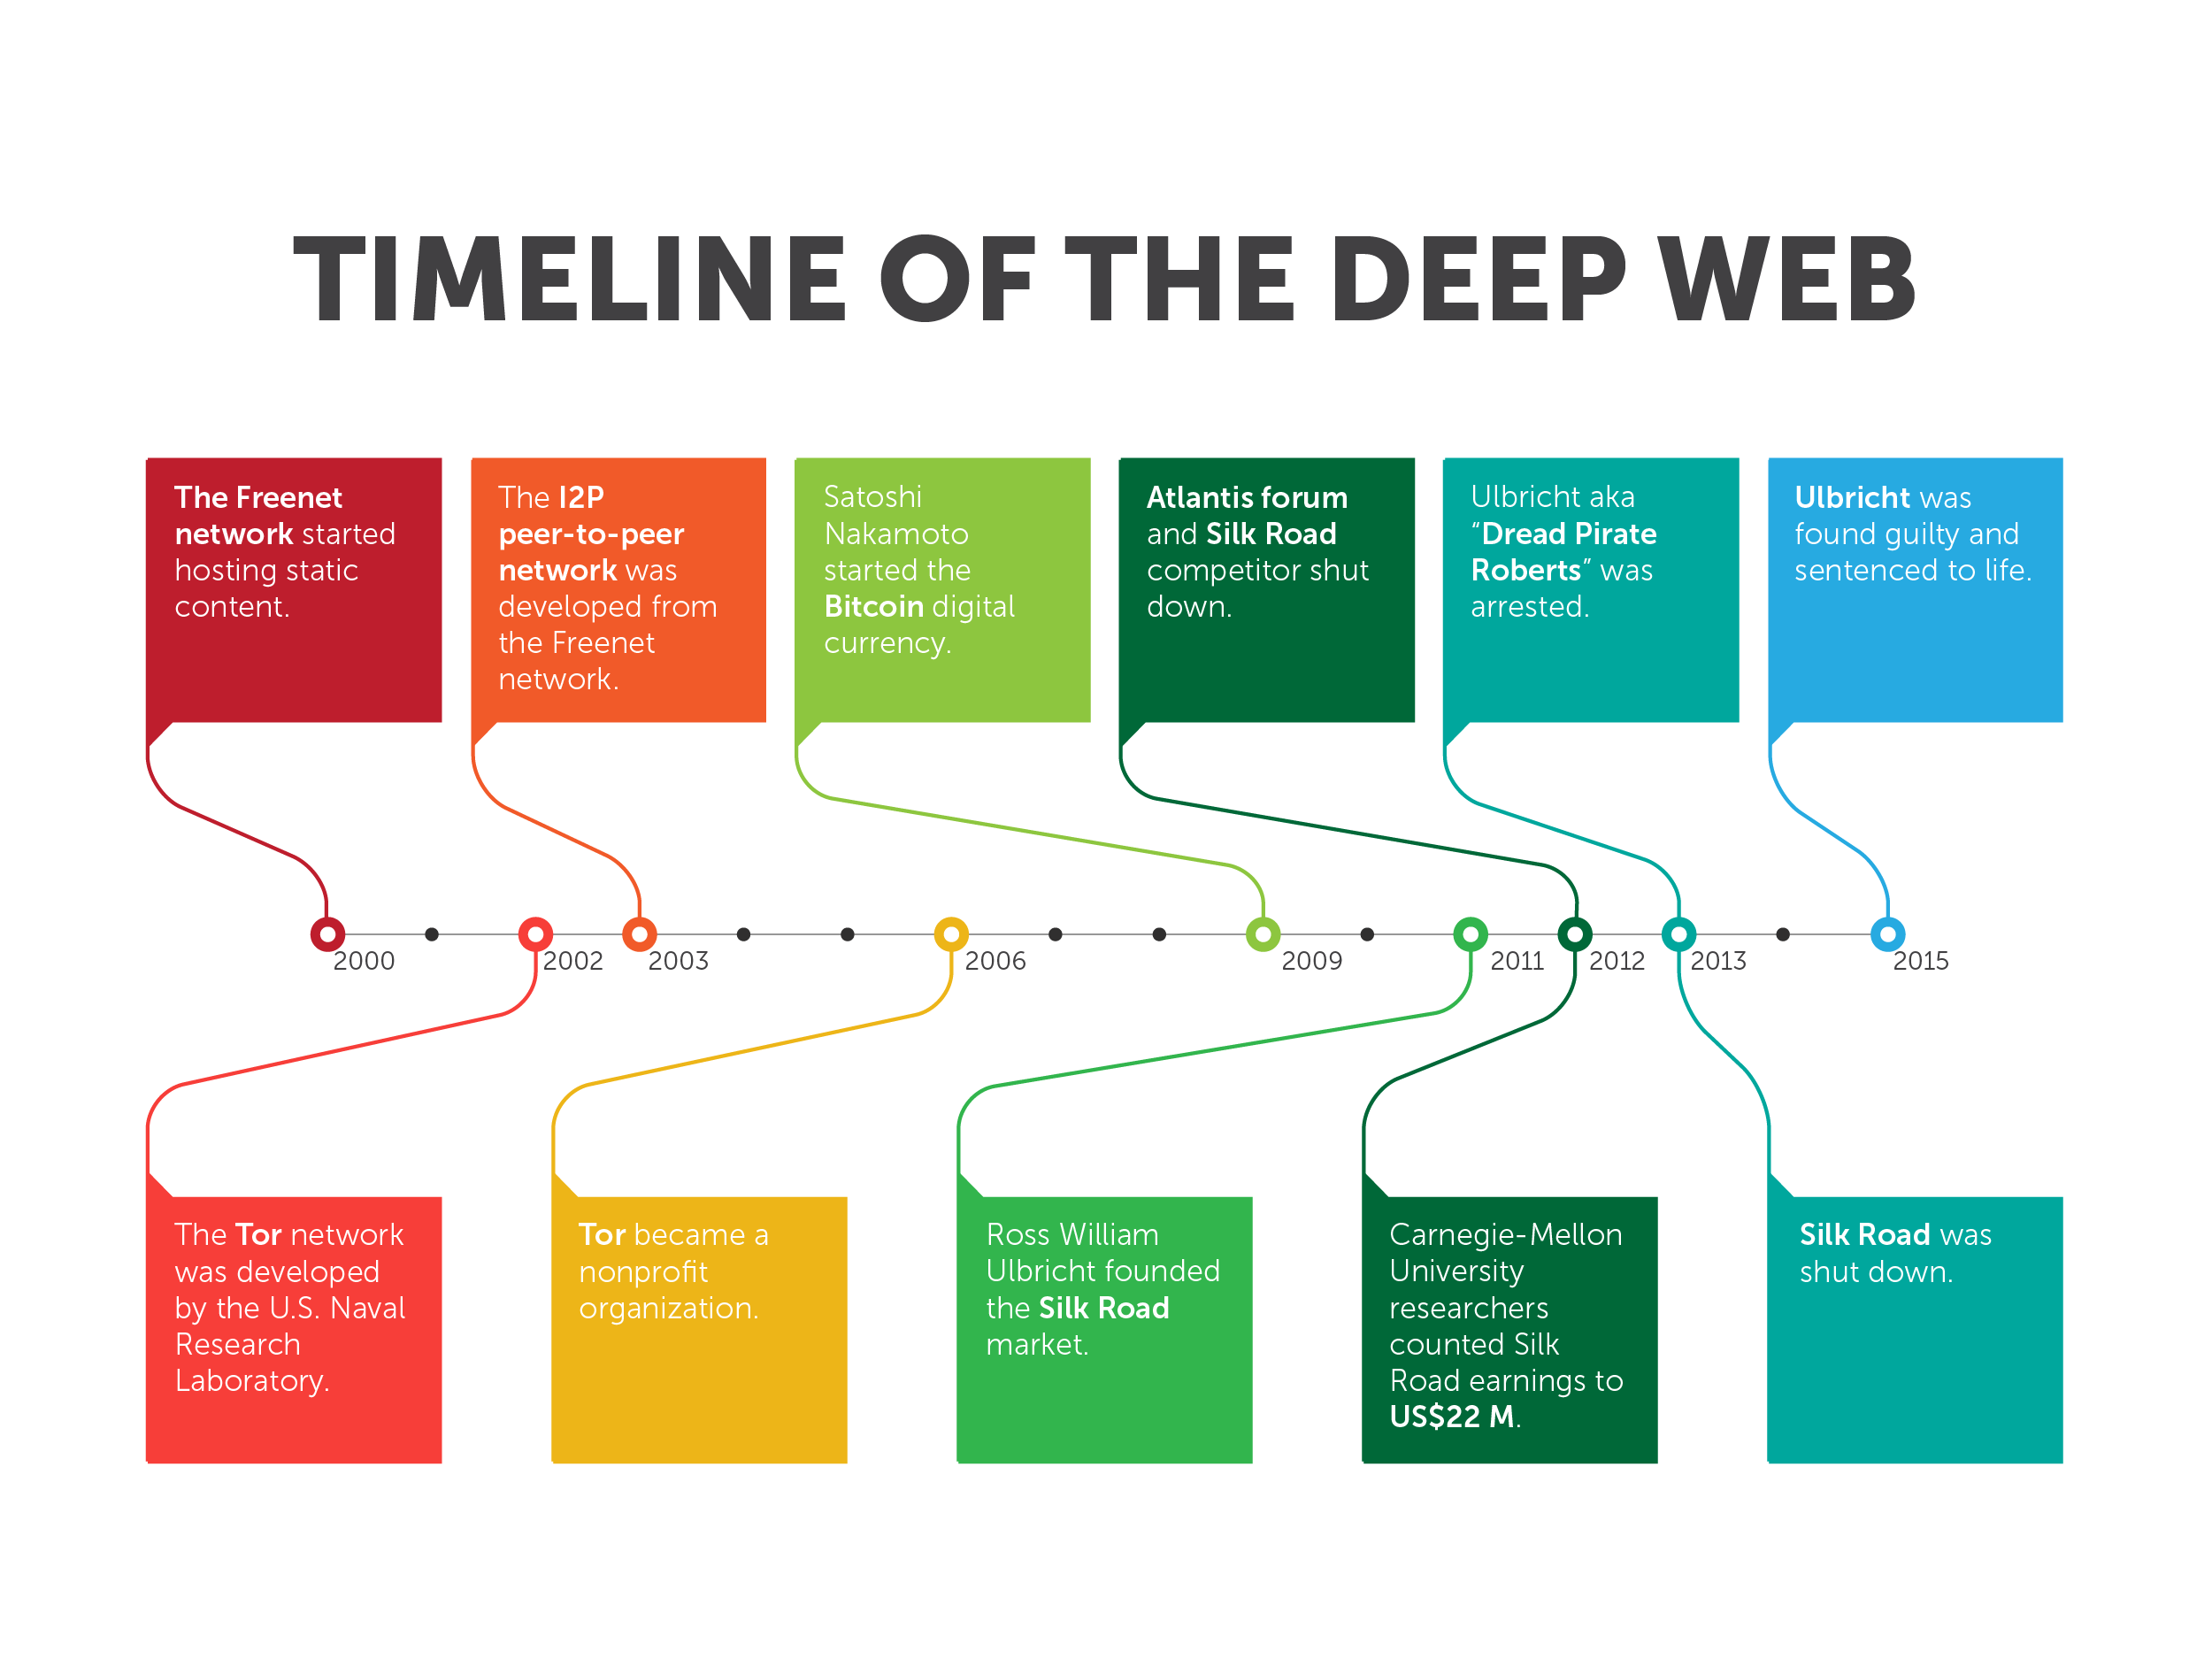 TIMELINE OF THE DEEP WEB
The Freenet
network started
hosting static
content.
The I2P
peer-to-peer
network was
developed from
the Freenet
network.
Satoshi
Nakamoto
started the
Bitcoin digital
currency.
Atlantis forum
and Silk Road
competitor shut
down.
Ulbricht aka
“Dread Pirate
Roberts” was
arrested.
Ulbricht was
found guilty and
sentenced to life.
2000
2002
2003
2006
2009
2011
2012
2013
2015
The Tor network
was developed
by the U.S. Naval
Research
Laboratory.
Tor became a
nonprofit
organization.
Ross William
Ulbricht founded
the Silk Road
market.
Carnegie-Mellon
University
researchers
counted Silk
Road earnings to
US$22 M.
Silk Road was
shut down.